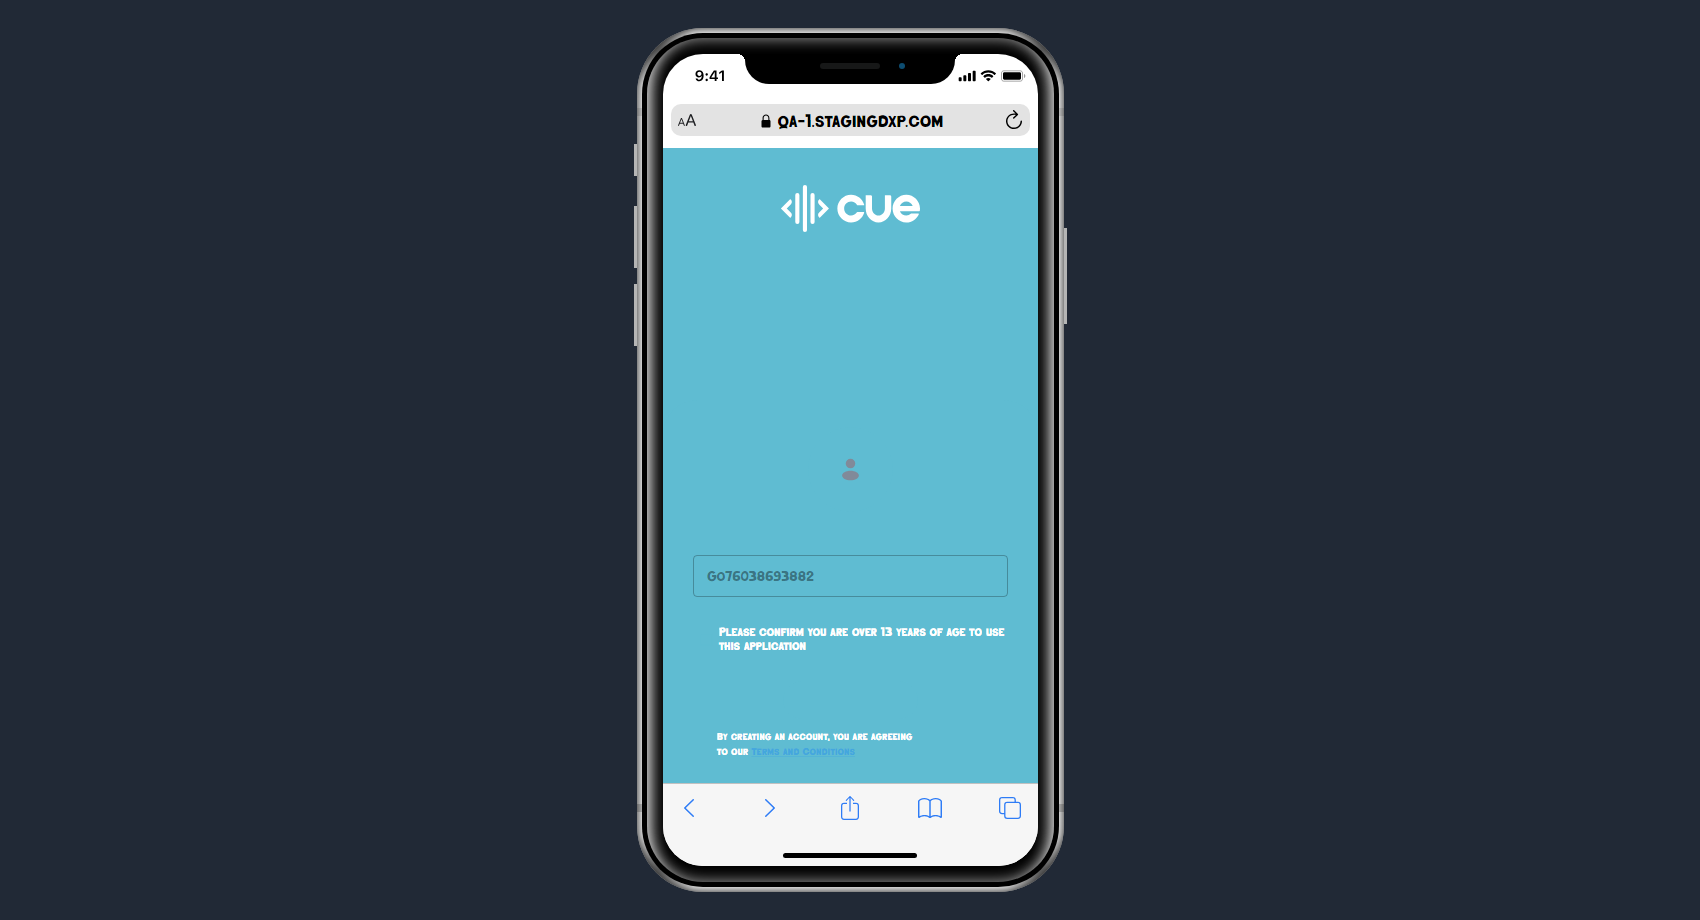 9:41
AA QA-1.STAGINGDXP.COM
cue
Go76038693882
Please confirm you are over 13 years of age to use
this application
By creating an account, you are agreeing
to our Terms and Conditions